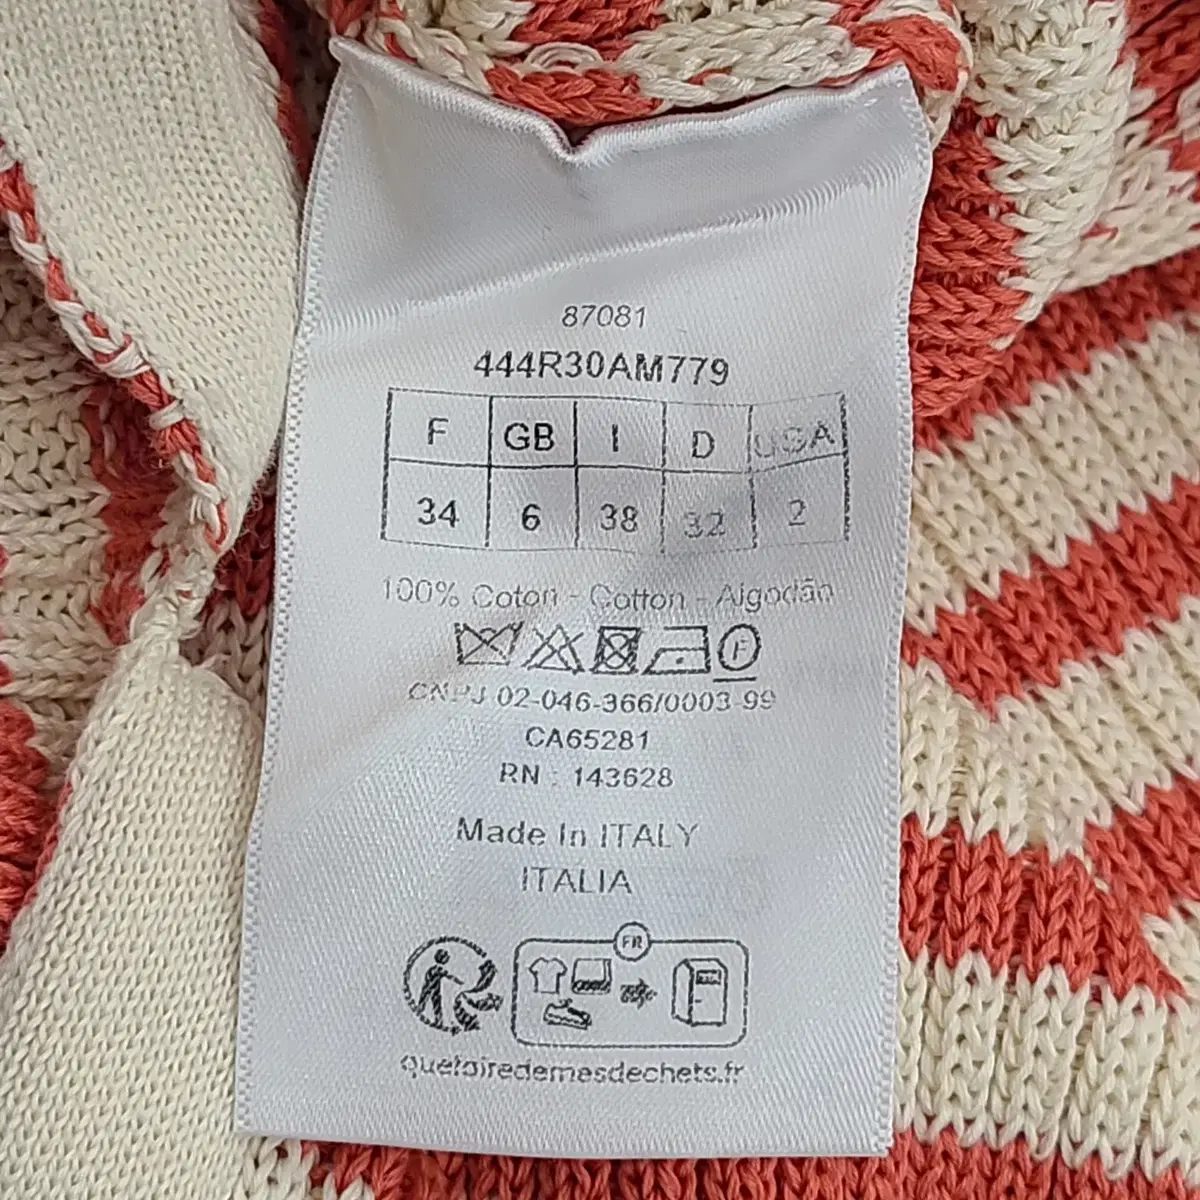 87081
444R30AM779
F GB I D USA
34 6 38 32 2
100% Coton - Cotton - Algodão
F
CNPJ 02-046-366/0003-99
CA65281
RN : 143628
Made In ITALY
ITALIA
FR
quefairedemesdechets.fr